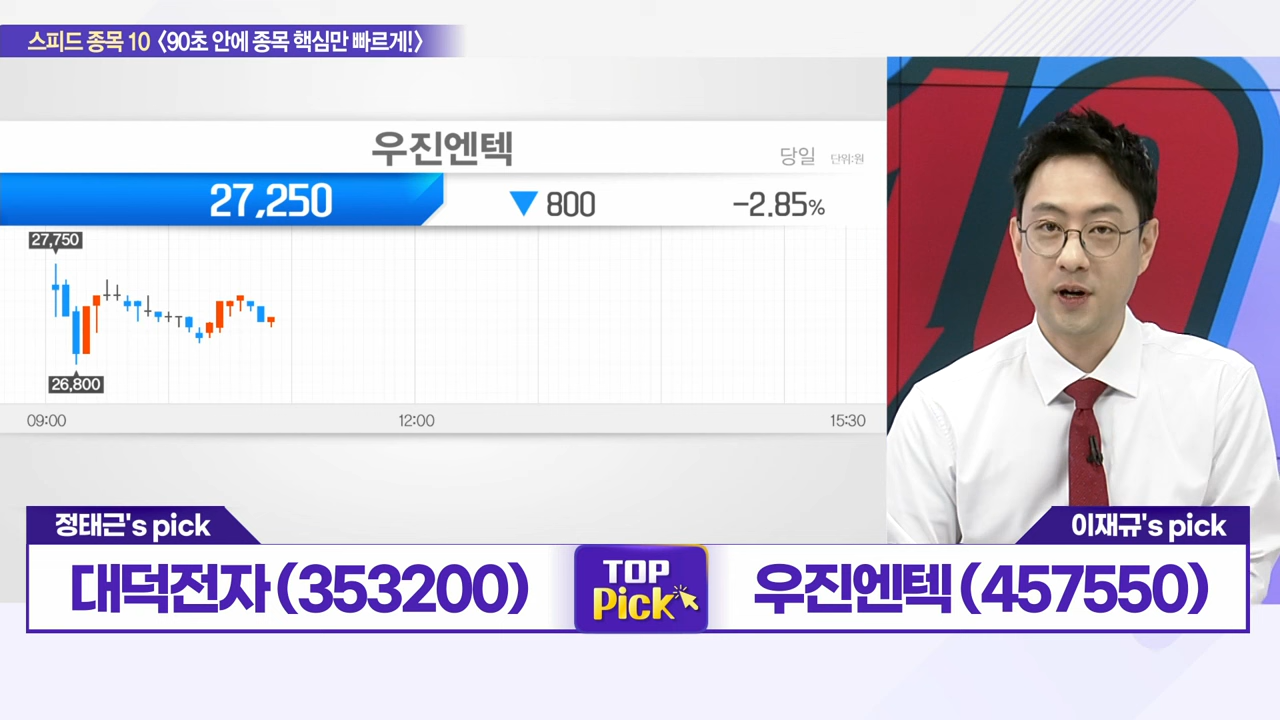 스피드 종목 10 〈90초 안에 종목 핵심만 빠르게!〉
우진엔텍
당일 단위:원
27,250 ▼ 800 -2.85%
27,750
26,800
09:00 12:00 15:30
정태근's pick
이재규's pick
대덕전자(353200)
TOP
Pick
우진엔텍(457550)